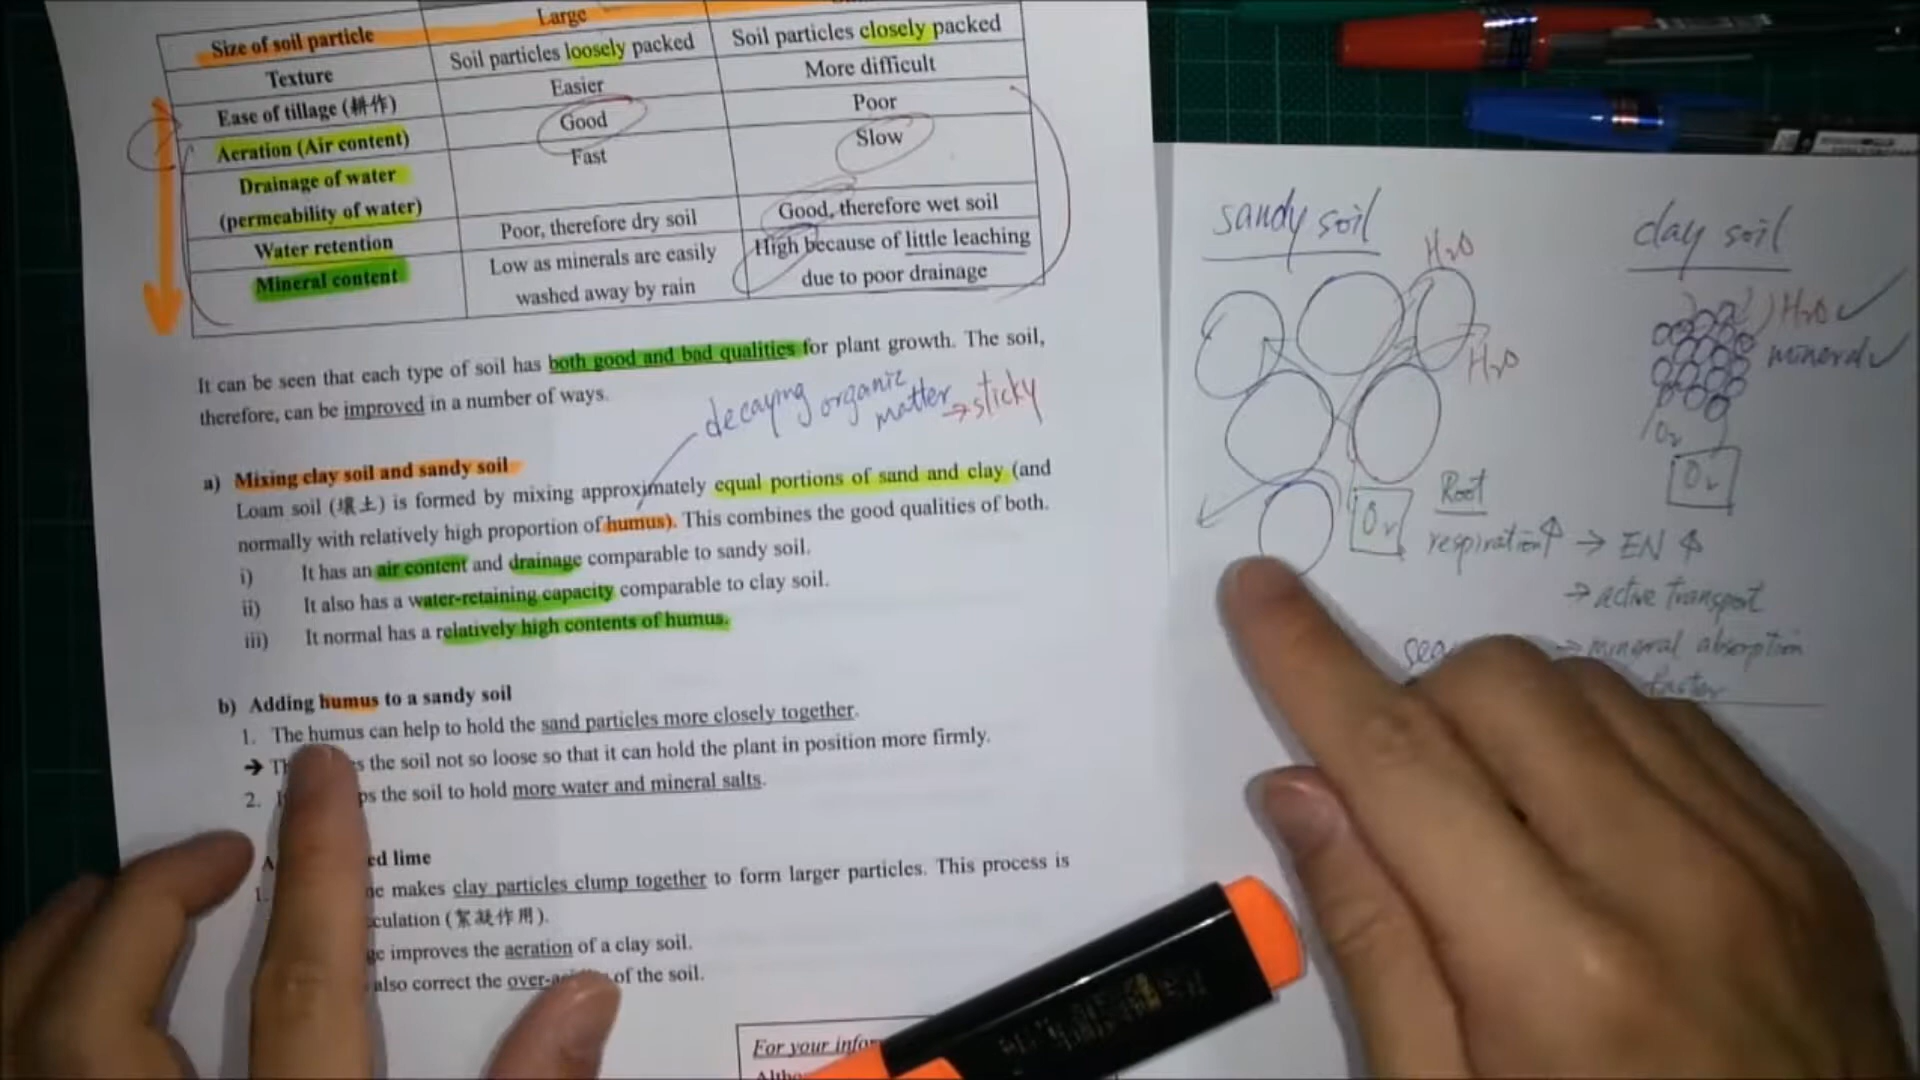 Large
Size of soil particle
Soil particles loosely packed
Soil particles closely packed
Texture
Easier
More difficult
Ease of tillage (耕作)
Good
Poor
Aeration (Air content)
Fast
Slow
Drainage of water
(permeability of water)
Poor, therefore dry soil
Good, therefore wet soil
Water retention
Low as minerals are easily
High because of little leaching
Mineral content
washed away by rain
due to poor drainage
It can be seen that each type of soil has both good and bad qualities for plant growth. The soil,
therefore, can be improved in a number of ways.
decaying organic
matter → sticky
a) Mixing clay soil and sandy soil
Loam soil (壤土) is formed by mixing approximately equal portions of sand and clay (and
normally with relatively high proportion of humus). This combines the good qualities of both.
i) It has an air content and drainage comparable to sandy soil.
ii) It also has a water-retaining capacity comparable to clay soil.
iii) It normal has a relatively high contents of humus.
b) Adding humus to a sandy soil
1. The humus can help to hold the sand particles more closely together.
➔ the soil not so loose so that it can hold the plant in position more firmly.
2. the soil to hold more water and mineral salts.
lime
1. makes clay particles clump together to form larger particles. This process is
(絮凝作用).
improves the aeration of a clay soil.
also correct the of the soil.
For your
sandy soil
H₂O
H₂O
O₂
Root
respiration↑ → EN ↑
→ active transport
→ mineral absorption
faster
clay soil
H₂O ✓
mineral ✓
O₂
O₂